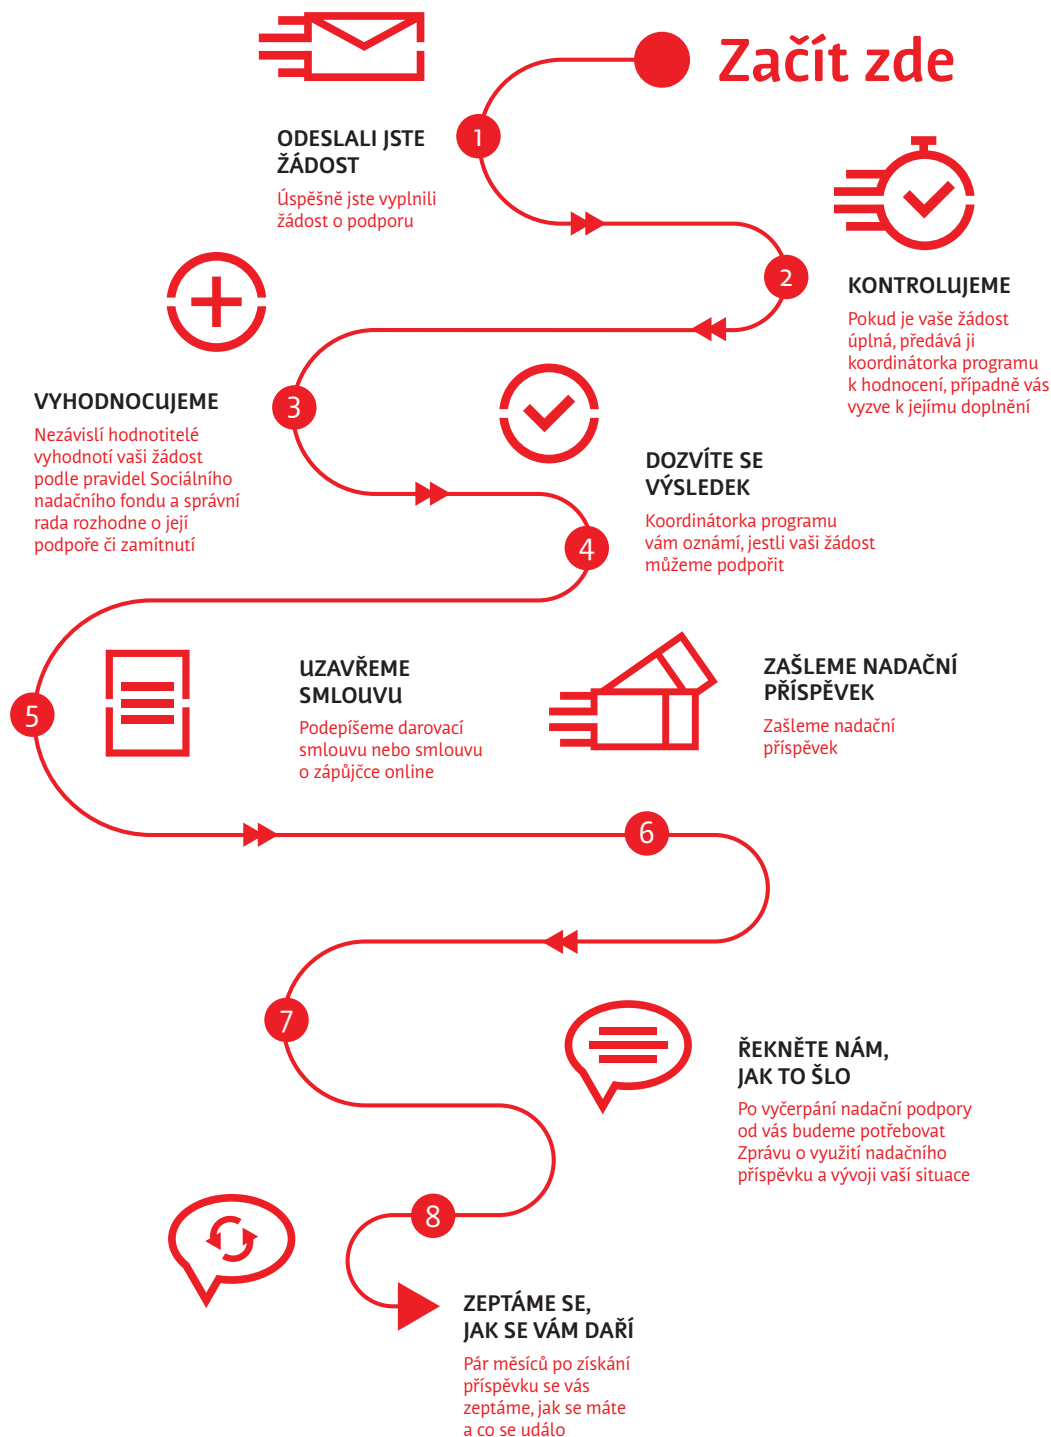 Začít zde
1
ODESLALI JSTE
ŽÁDOST
Úspěšně jste vyplnili
žádost o podporu
2
KONTROLUJEME
Pokud je vaše žádost
úplná, předává ji
koordinátorka programu
k hodnocení, případně vás
vyzve k jejímu doplnění
3
VYHODNOCUJEME
Nezávislí hodnotitelé
vyhodnotí vaši žádost
podle pravidel Sociálního
nadačního fondu a správní
rada rozhodne o její
podpoře či zamítnutí
4
DOZVÍTE SE
VÝSLEDEK
Koordinátorka programu
vám oznámí, jestli vaši žádost
můžeme podpořit
5
UZAVŘEME
SMLOUVU
Podepíšeme darovací
smlouvu nebo smlouvu
o zápůjčce online
6
ZAŠLEME NADAČNÍ
PŘÍSPĚVEK
Zašleme nadační
příspěvek
7
ŘEKNĚTE NÁM,
JAK TO ŠLO
Po vyčerpání nadační podpory
od vás budeme potřebovat
Zprávu o využití nadačního
příspěvku a vývoji vaší situace
8
ZEPTÁME SE,
JAK SE VÁM DAŘÍ
Pár měsíců po získání
příspěvku se vás
zeptáme, jak se máte
a co se událo